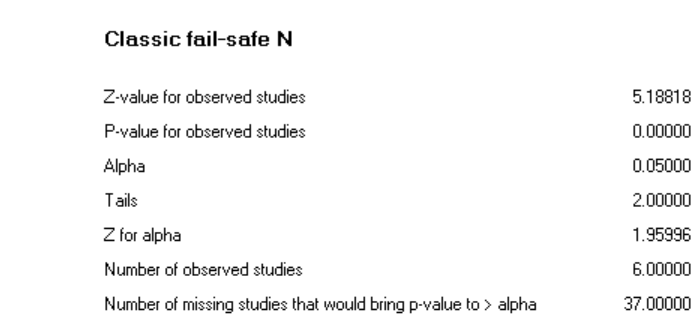 Classic fail-safe N
Z-value for observed studies 5.18818
P-value for observed studies 0.00000
Alpha 0.05000
Tails 2.00000
Z for alpha 1.95996
Number of observed studies 6.00000
Number of missing studies that would bring p-value to > alpha 37.00000